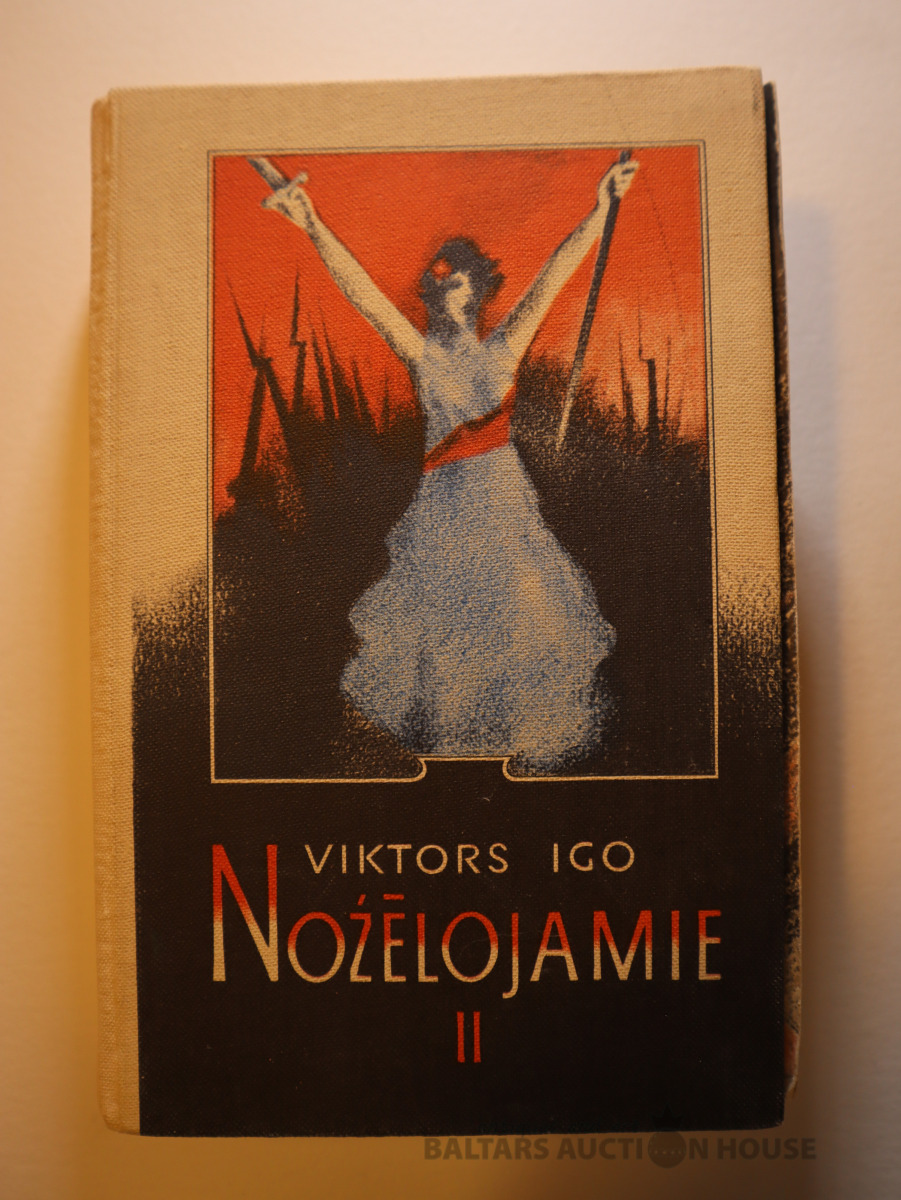 VIKTORS IGO
NOŹĒLOJAMIE
II
BALTARS AUCTION HOUSE